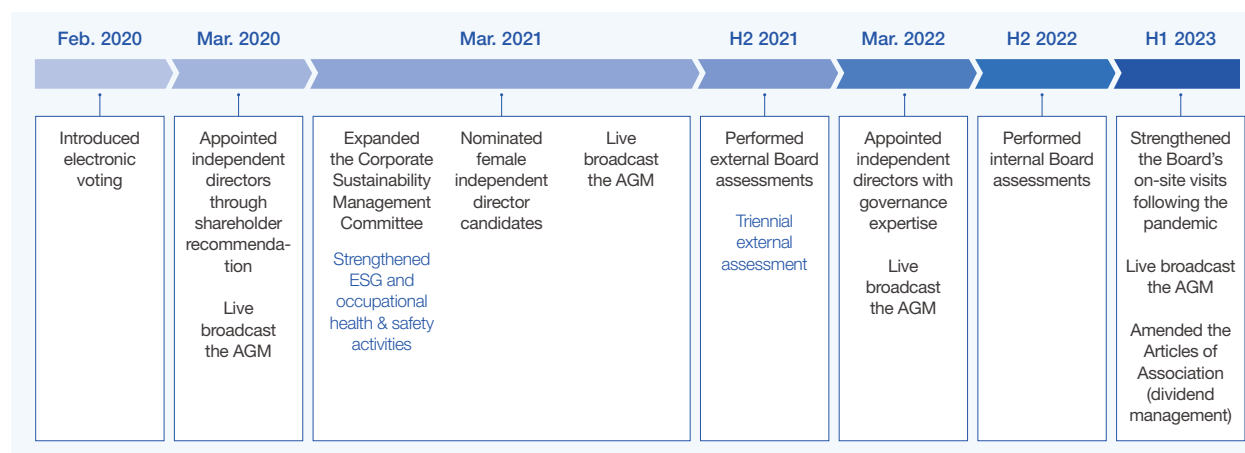 Feb. 2020
Mar. 2020
Mar. 2021
H2 2021
Mar. 2022
H2 2022
H1 2023
Introduced
electronic
voting
Appointed
independent
directors
through
shareholder
recommenda-
tion
Live
broadcast
the AGM
Expanded
the Corporate
Sustainability
Management
Committee
Strengthened
ESG and
occupational
health & safety
activities
Nominated
female
independent
director
candidates
Live
broadcast
the AGM
Performed
external Board
assessments
Triennial
external
assessment
Appointed
independent
directors with
governance
expertise
Live
broadcast
the AGM
Performed
internal Board
assessments
Strengthened
the Board’s
on-site visits
following the
pandemic
Live broadcast
the AGM
Amended the
Articles of
Association
(dividend
management)